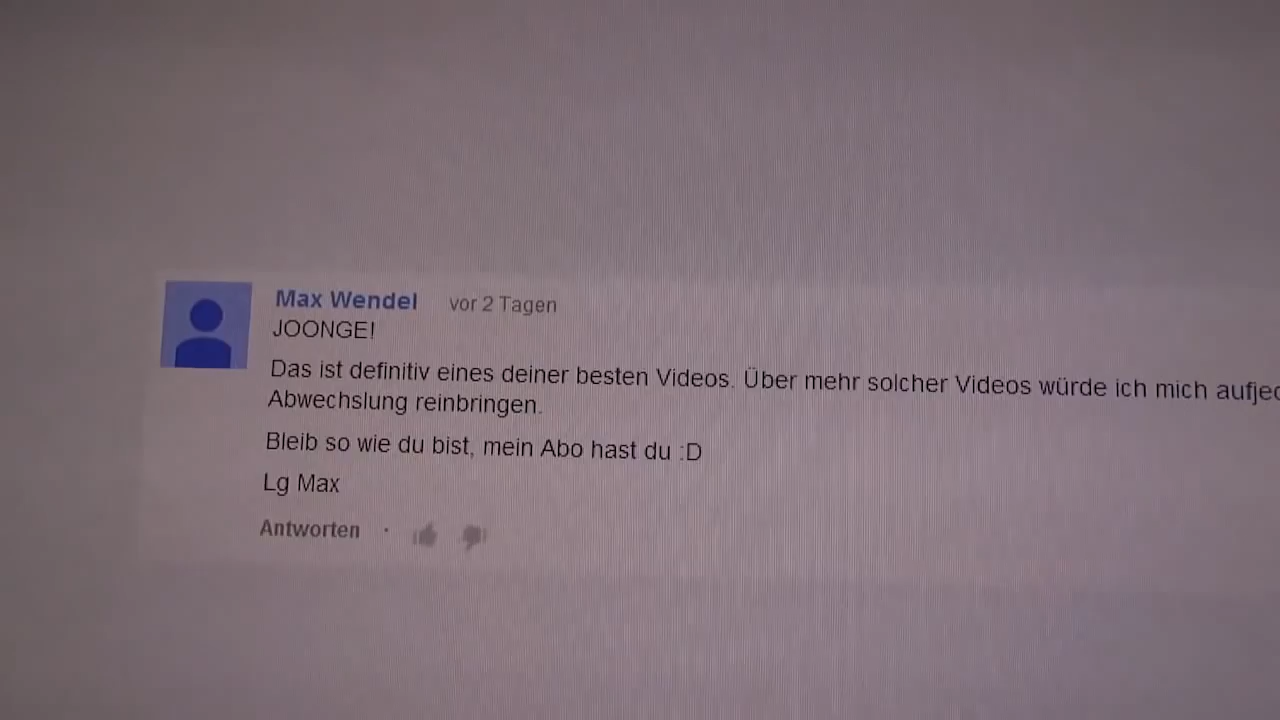 Max Wendel vor 2 Tagen
JOONGE!
Das ist definitiv eines deiner besten Videos. Über mehr solcher Videos würde ich mich
Abwechslung reinbringen.
Bleib so wie du bist, mein Abo hast du :D
Lg Max
Antworten ·